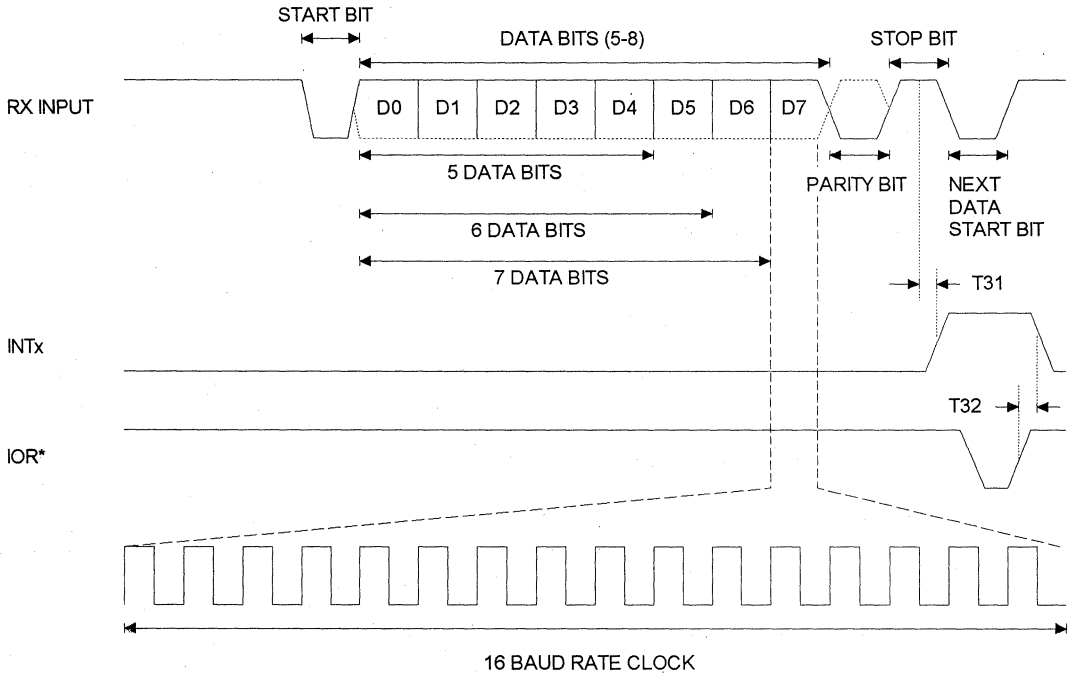 START BIT
DATA BITS (5-8)
STOP BIT
RX INPUT
D0 D1 D2 D3 D4 D5 D6 D7
5 DATA BITS
PARITY BIT
NEXT
DATA
START BIT
6 DATA BITS
7 DATA BITS
T31
INTx
T32
IOR*
16 BAUD RATE CLOCK